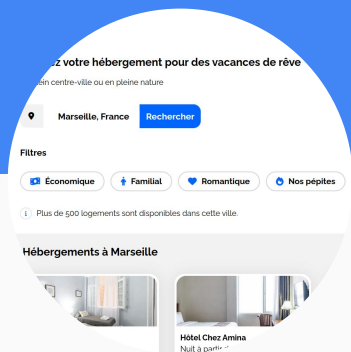 votre hébergement pour des vacances de rêve
centre-ville ou en pleine nature
Marseille, France Rechercher
Filtres
Économique Familial Romantique Nos pépites
i Plus de 500 logements sont disponibles dans cette ville.
Hébergements à Marseille
Hôtel Chez Amina
Nuit à